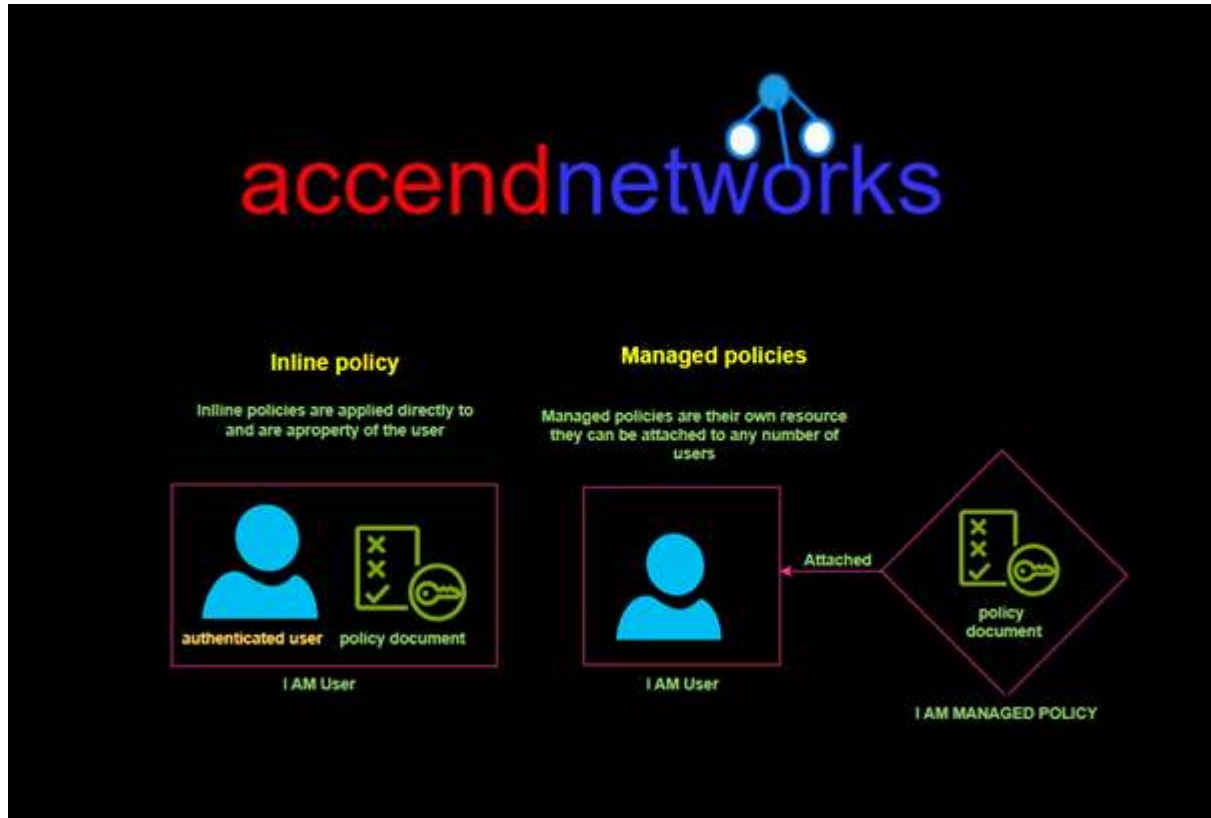 accendnetworks
Inline policy
Inlline policies are applied directly to
and are aproperty of the user
authenticated user
policy document
I AM User
Managed policies
Managed policies are their own resource
they can be attached to any number of
users
Attached
I AM User
policy
document
I AM MANAGED POLICY